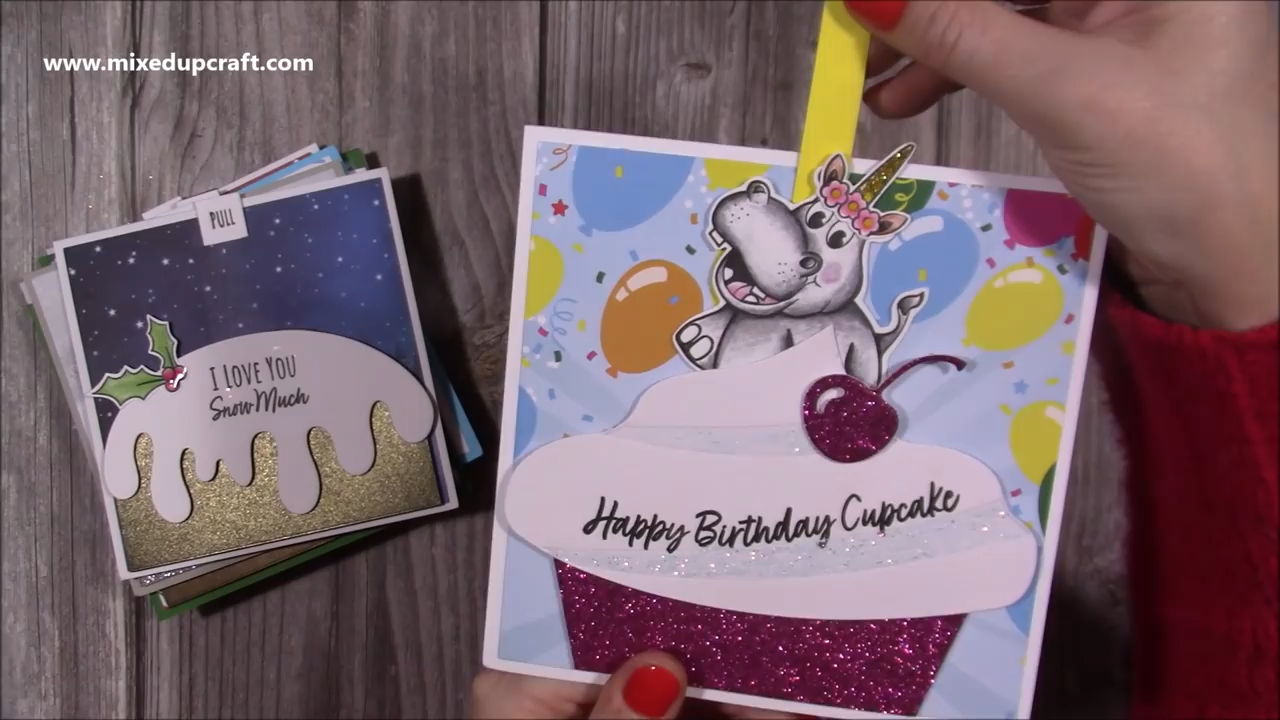 www.mixedupcraft.com
PULL
I LOVE YOU
Snow Much
Happy Birthday Cupcake